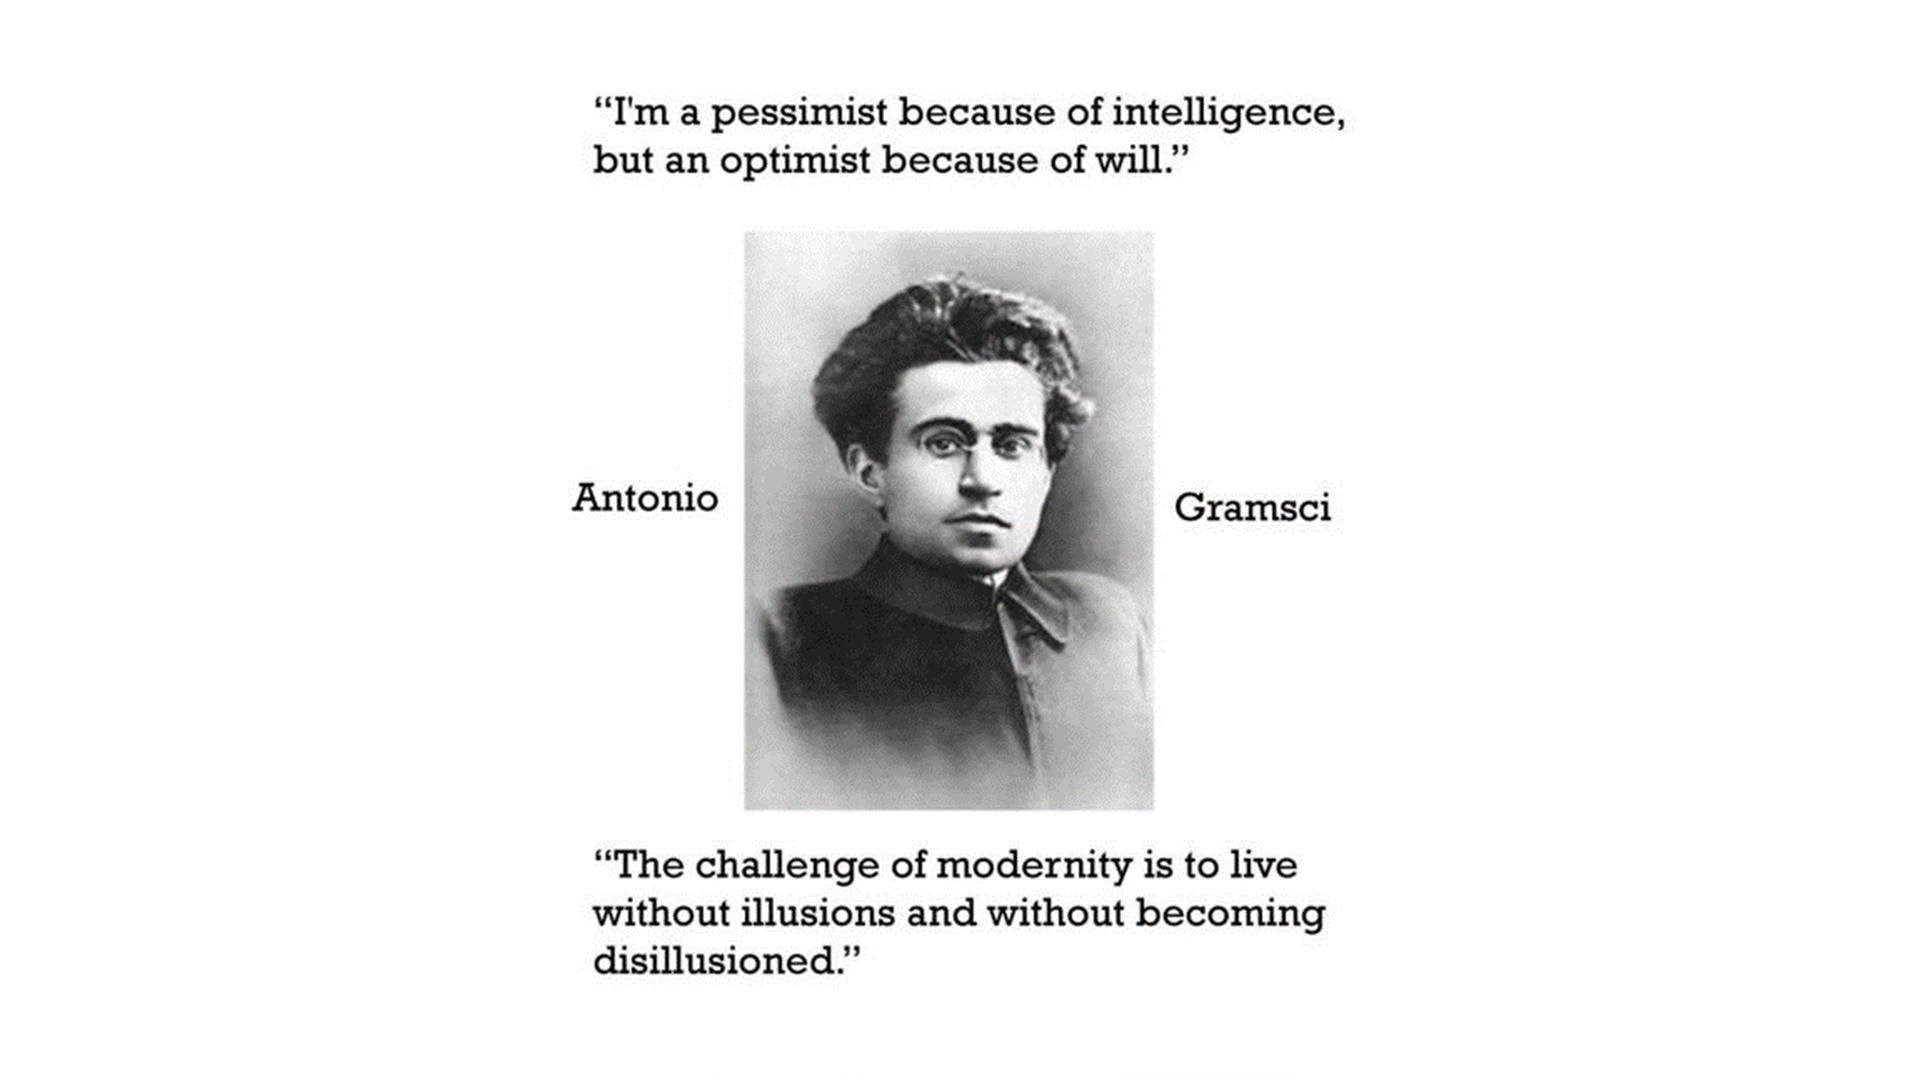 “I'm a pessimist because of intelligence,
but an optimist because of will.”
Antonio
Gramsci
“The challenge of modernity is to live
without illusions and without becoming
disillusioned.”